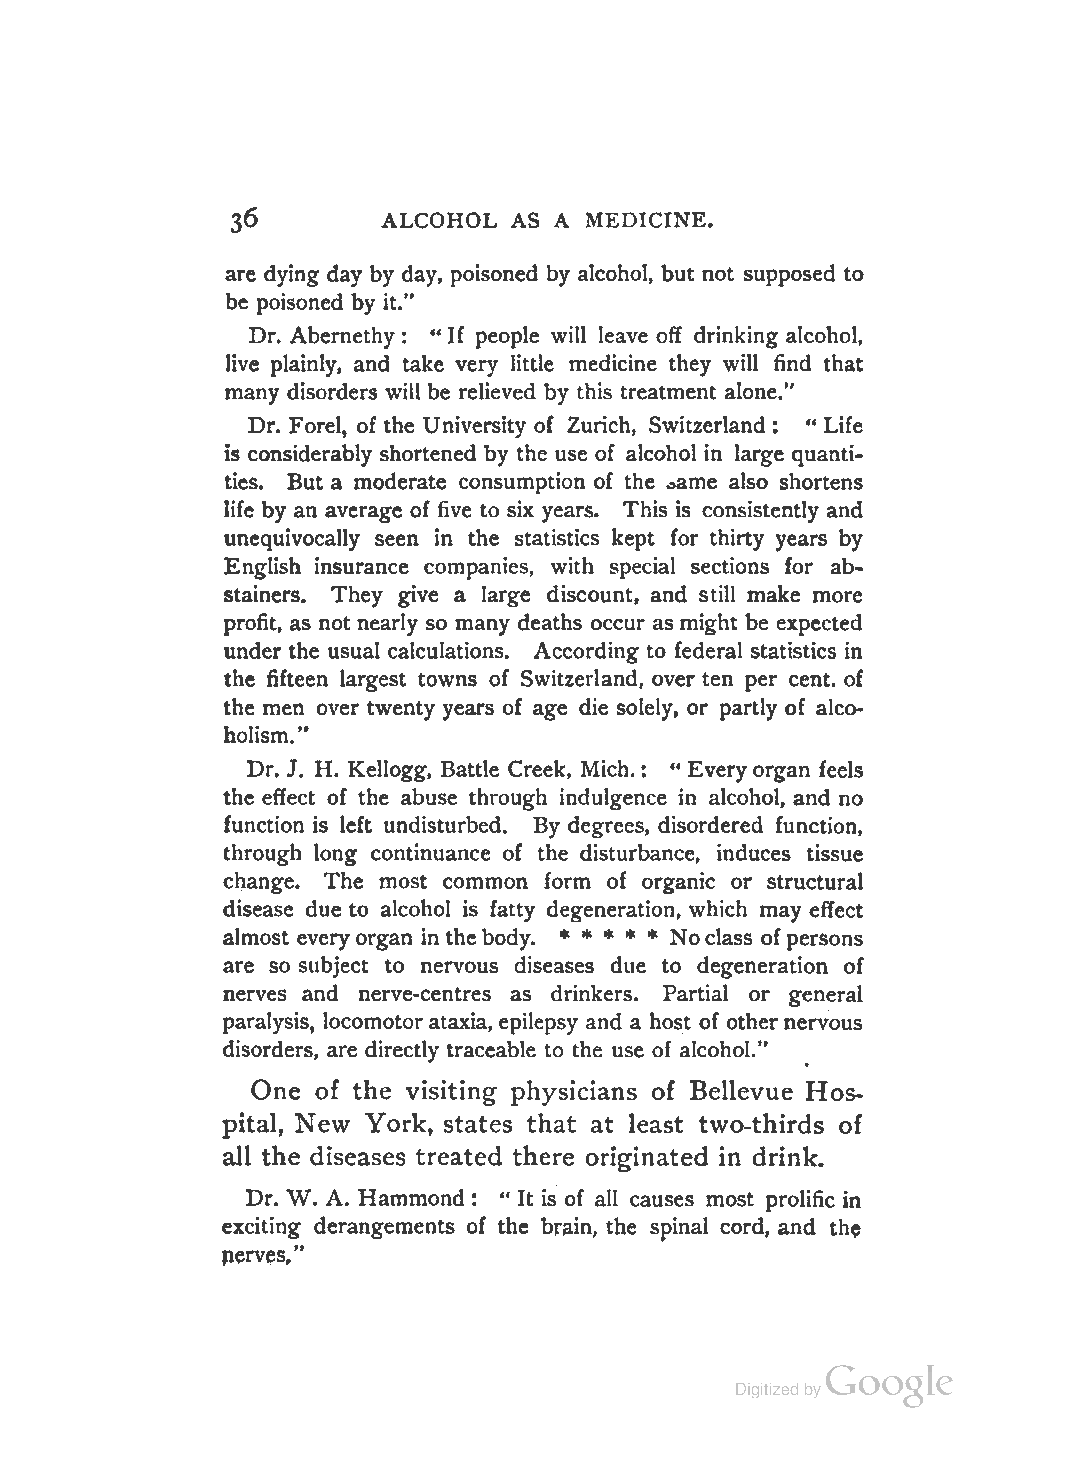 36 ALCOHOL AS A MEDICINE.
are dying day by day, poisoned by alcohol, but not supposed to
be poisoned by it."
Dr. Abernethy : " If people will leave off drinking alcohol,
live plainly, and take very little medicine they will find that
many disorders will be relieved by this treatment alone."
Dr. Forel, of the University of Zurich, Switzerland : " Life
is considerably shortened by the use of alcohol in large quanti-
ties. But a moderate consumption of the same also shortens
life by an average of five to six years. This is consistently and
unequivocally seen in the statistics kept for thirty years by
English insurance companies, with special sections for ab-
stainers. They give a large discount, and still make more
profit, as not nearly so many deaths occur as might be expected
under the usual calculations. According to federal statistics in
the fifteen largest towns of Switzerland, over ten per cent. of
the men over twenty years of age die solely, or partly of alco-
holism."
Dr. J. H. Kellogg, Battle Creek, Mich. : " Every organ feels
the effect of the abuse through indulgence in alcohol, and no
function is left undisturbed. By degrees, disordered function,
through long continuance of the disturbance, induces tissue
change. The most common form of organic or structural
disease due to alcohol is fatty degeneration, which may effect
almost every organ in the body. * * * * * No class of persons
are so subject to nervous diseases due to degeneration of
nerves and nerve-centres as drinkers. Partial or general
paralysis, locomotor ataxia, epilepsy and a host of other nervous
disorders, are directly traceable to the use of alcohol."
One of the visiting physicians of Bellevue Hos-
pital, New York, states that at least two-thirds of
all the diseases treated there originated in drink.
Dr. W. A. Hammond : " It is of all causes most prolific in
exciting derangements of the brain, the spinal cord, and the
nerves."
Digitized by Google